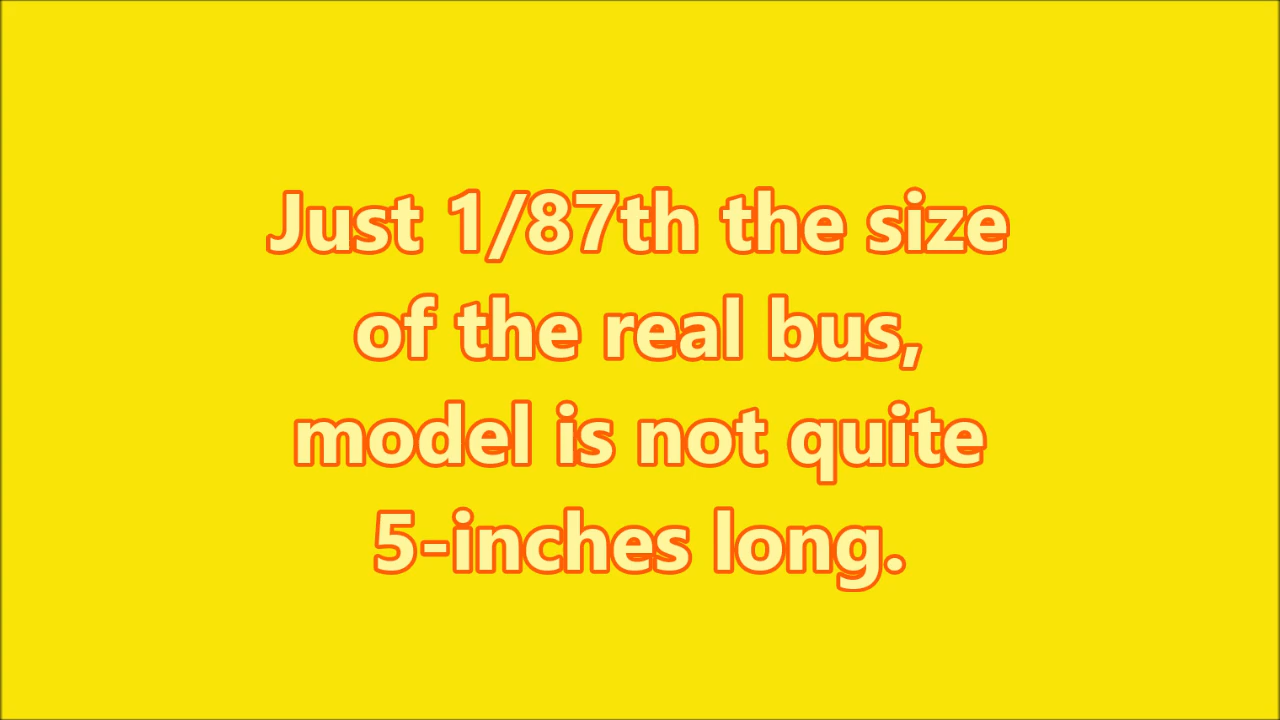 Just 1/87th the size
of the real bus,
model is not quite
5-inches long.